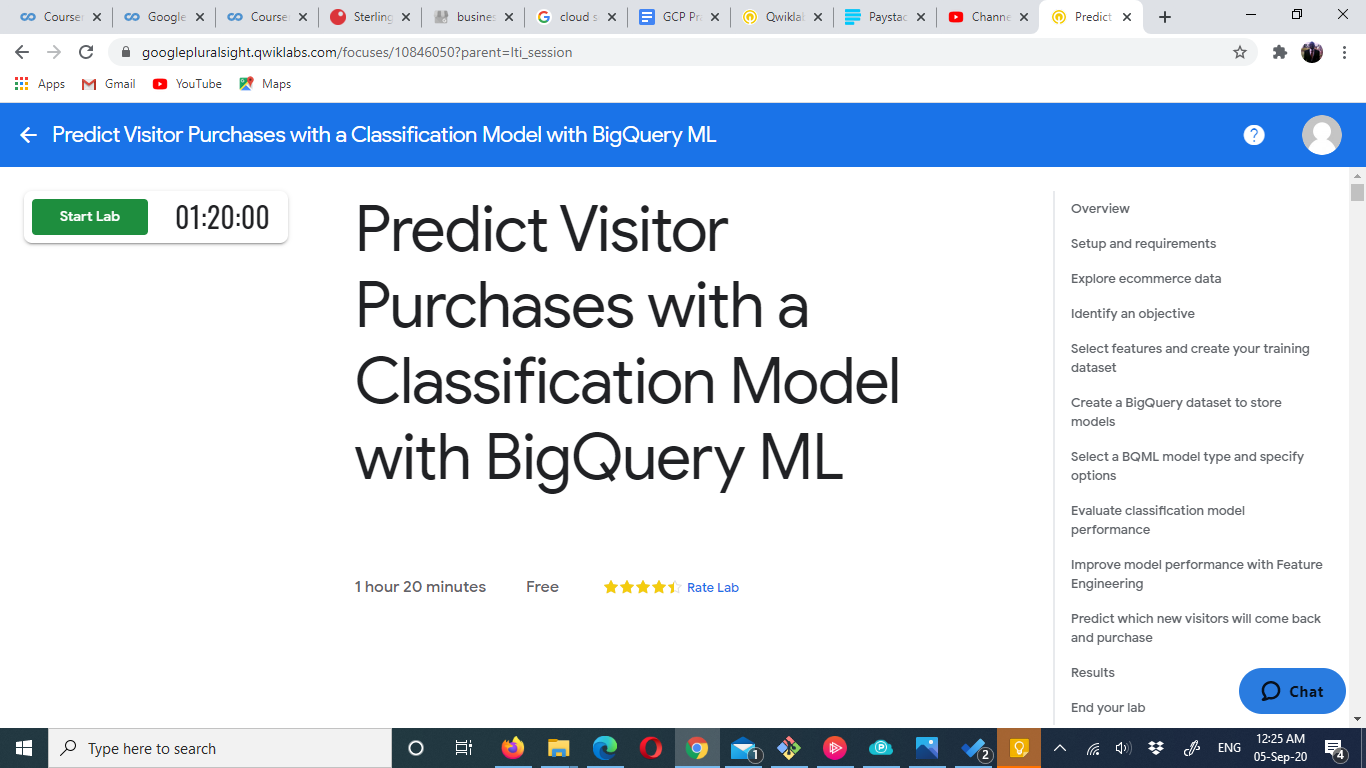 Courser
Google
Courser
Sterling
busines
cloud s
GCP Pra
Qwiklal
Paystac
Channe
Predict
googlepluralsight.qwiklabs.com/focuses/10846050?parent=lti_session
Apps
Gmail
YouTube
Maps
Predict Visitor Purchases with a Classification Model with BigQuery ML
?
Start Lab
01:20:00
Predict Visitor
Purchases with a
Classification Model
with BigQuery ML
1 hour 20 minutes
Free
Rate Lab
Overview
Setup and requirements
Explore ecommerce data
Identify an objective
Select features and create your training
dataset
Create a BigQuery dataset to store
models
Select a BQML model type and specify
options
Evaluate classification model
performance
Improve model performance with Feature
Engineering
Predict which new visitors will come back
and purchase
Results
End your lab
Chat
Type here to search
1
2
ENG
12:25 AM
05-Sep-20
4